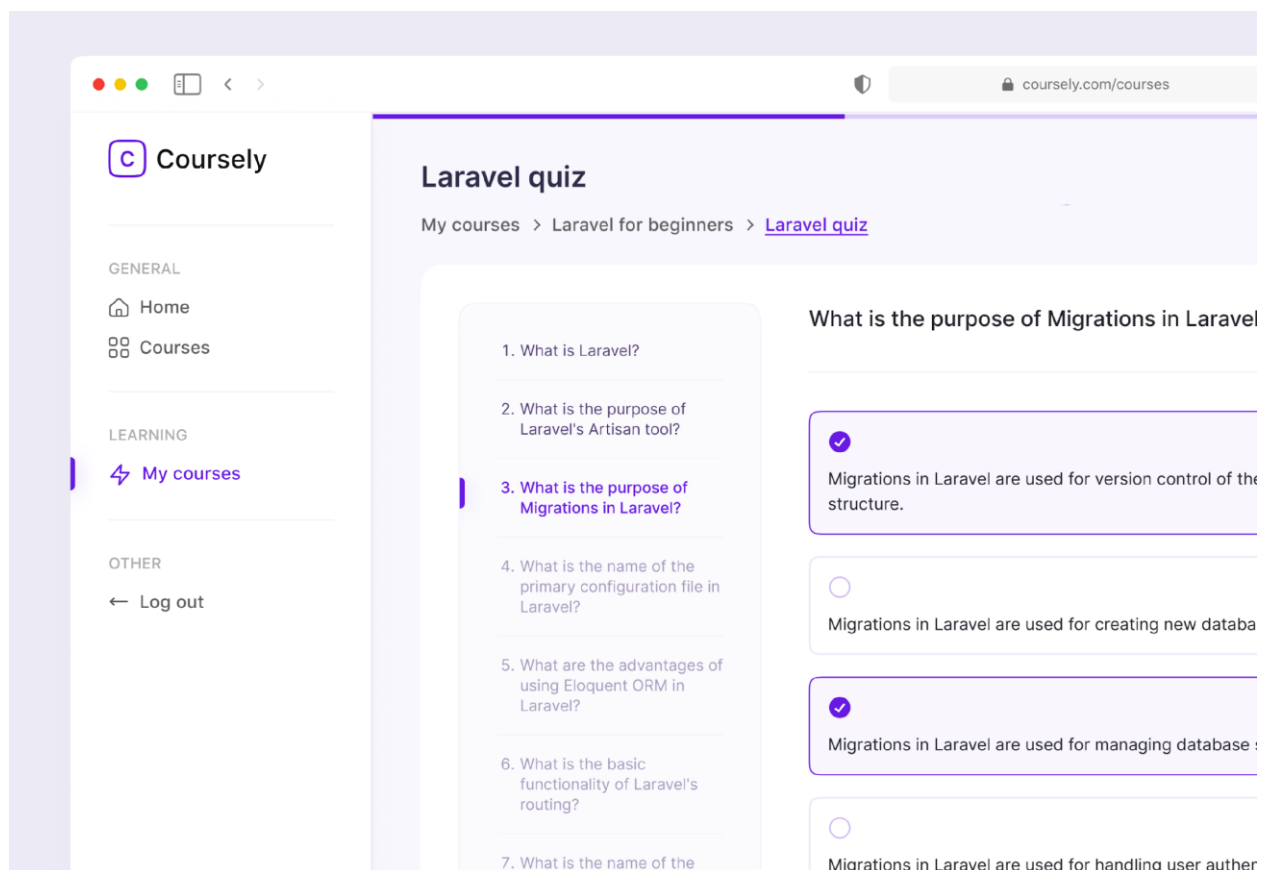 coursely.com/courses
C Coursely
GENERAL
Home
Courses
LEARNING
My courses
OTHER
Log out
Laravel quiz
My courses > Laravel for beginners > Laravel quiz
1. What is Laravel?
2. What is the purpose of
Laravel's Artisan tool?
3. What is the purpose of
Migrations in Laravel?
4. What is the name of the
primary configuration file in
Laravel?
5. What are the advantages of
using Eloquent ORM in
Laravel?
6. What is the basic
functionality of Laravel's
routing?
7. What is the name of the
What is the purpose of Migrations in Laravel
Migrations in Laravel are used for version control of the
structure.
Migrations in Laravel are used for creating new databa
Migrations in Laravel are used for managing database
Migrations in Laravel are used for handling user authen